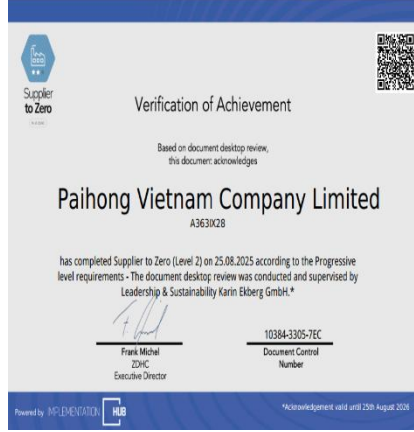 Supplier
to Zero
Verification of Achievement
Based on document desktop review,
this document acknowledges
Paihong Vietnam Company Limited
A363IX28
has completed Supplier to Zero (Level 2) on 25.08.2025 according to the Progressive
level requirements - The document desktop review was conducted and supervised by
Leadership & Sustainability Karin Ekberg GmbH.*
Frank Michel
ZDHC
Executive Director
10384-3305-7EC
Document Control
Number
Powered by IMPLEMENTATION HUB
*Acknowledgement valid until 25th August 2026